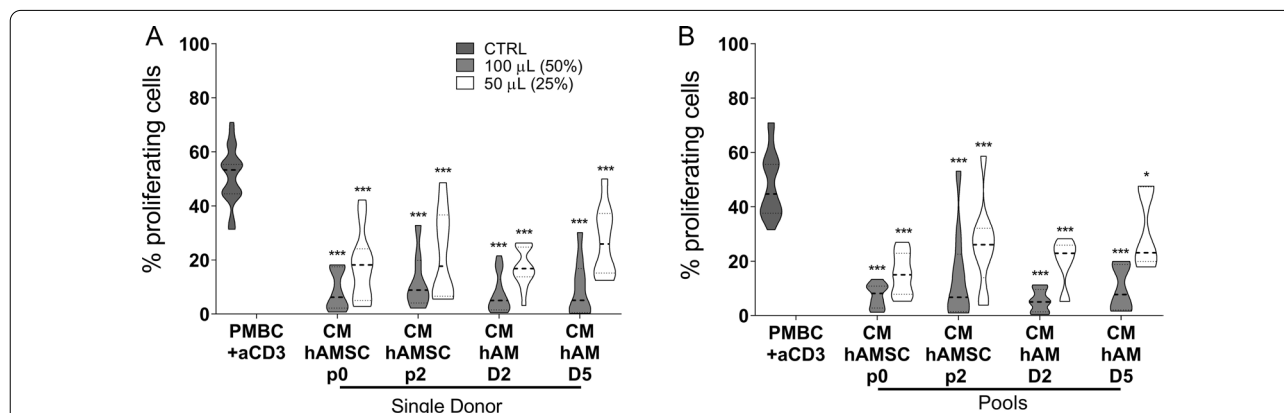 A
% proliferating cells
100
80
60
40
20
0
CTRL
100 μL (50%)
50 μL (25%)
***
***
***
***
***
***
***
***
PMBC
+aCD3
CM
hAMSC
p0
CM
hAMSC
p2
CM
hAM
D2
CM
hAM
D5
Single Donor
B
% proliferating cells
100
80
60
40
20
0
***
***
***
***
***
***
***
*
PMBC
+aCD3
CM
hAMSC
p0
CM
hAMSC
p2
CM
hAM
D2
CM
hAM
D5
Pools